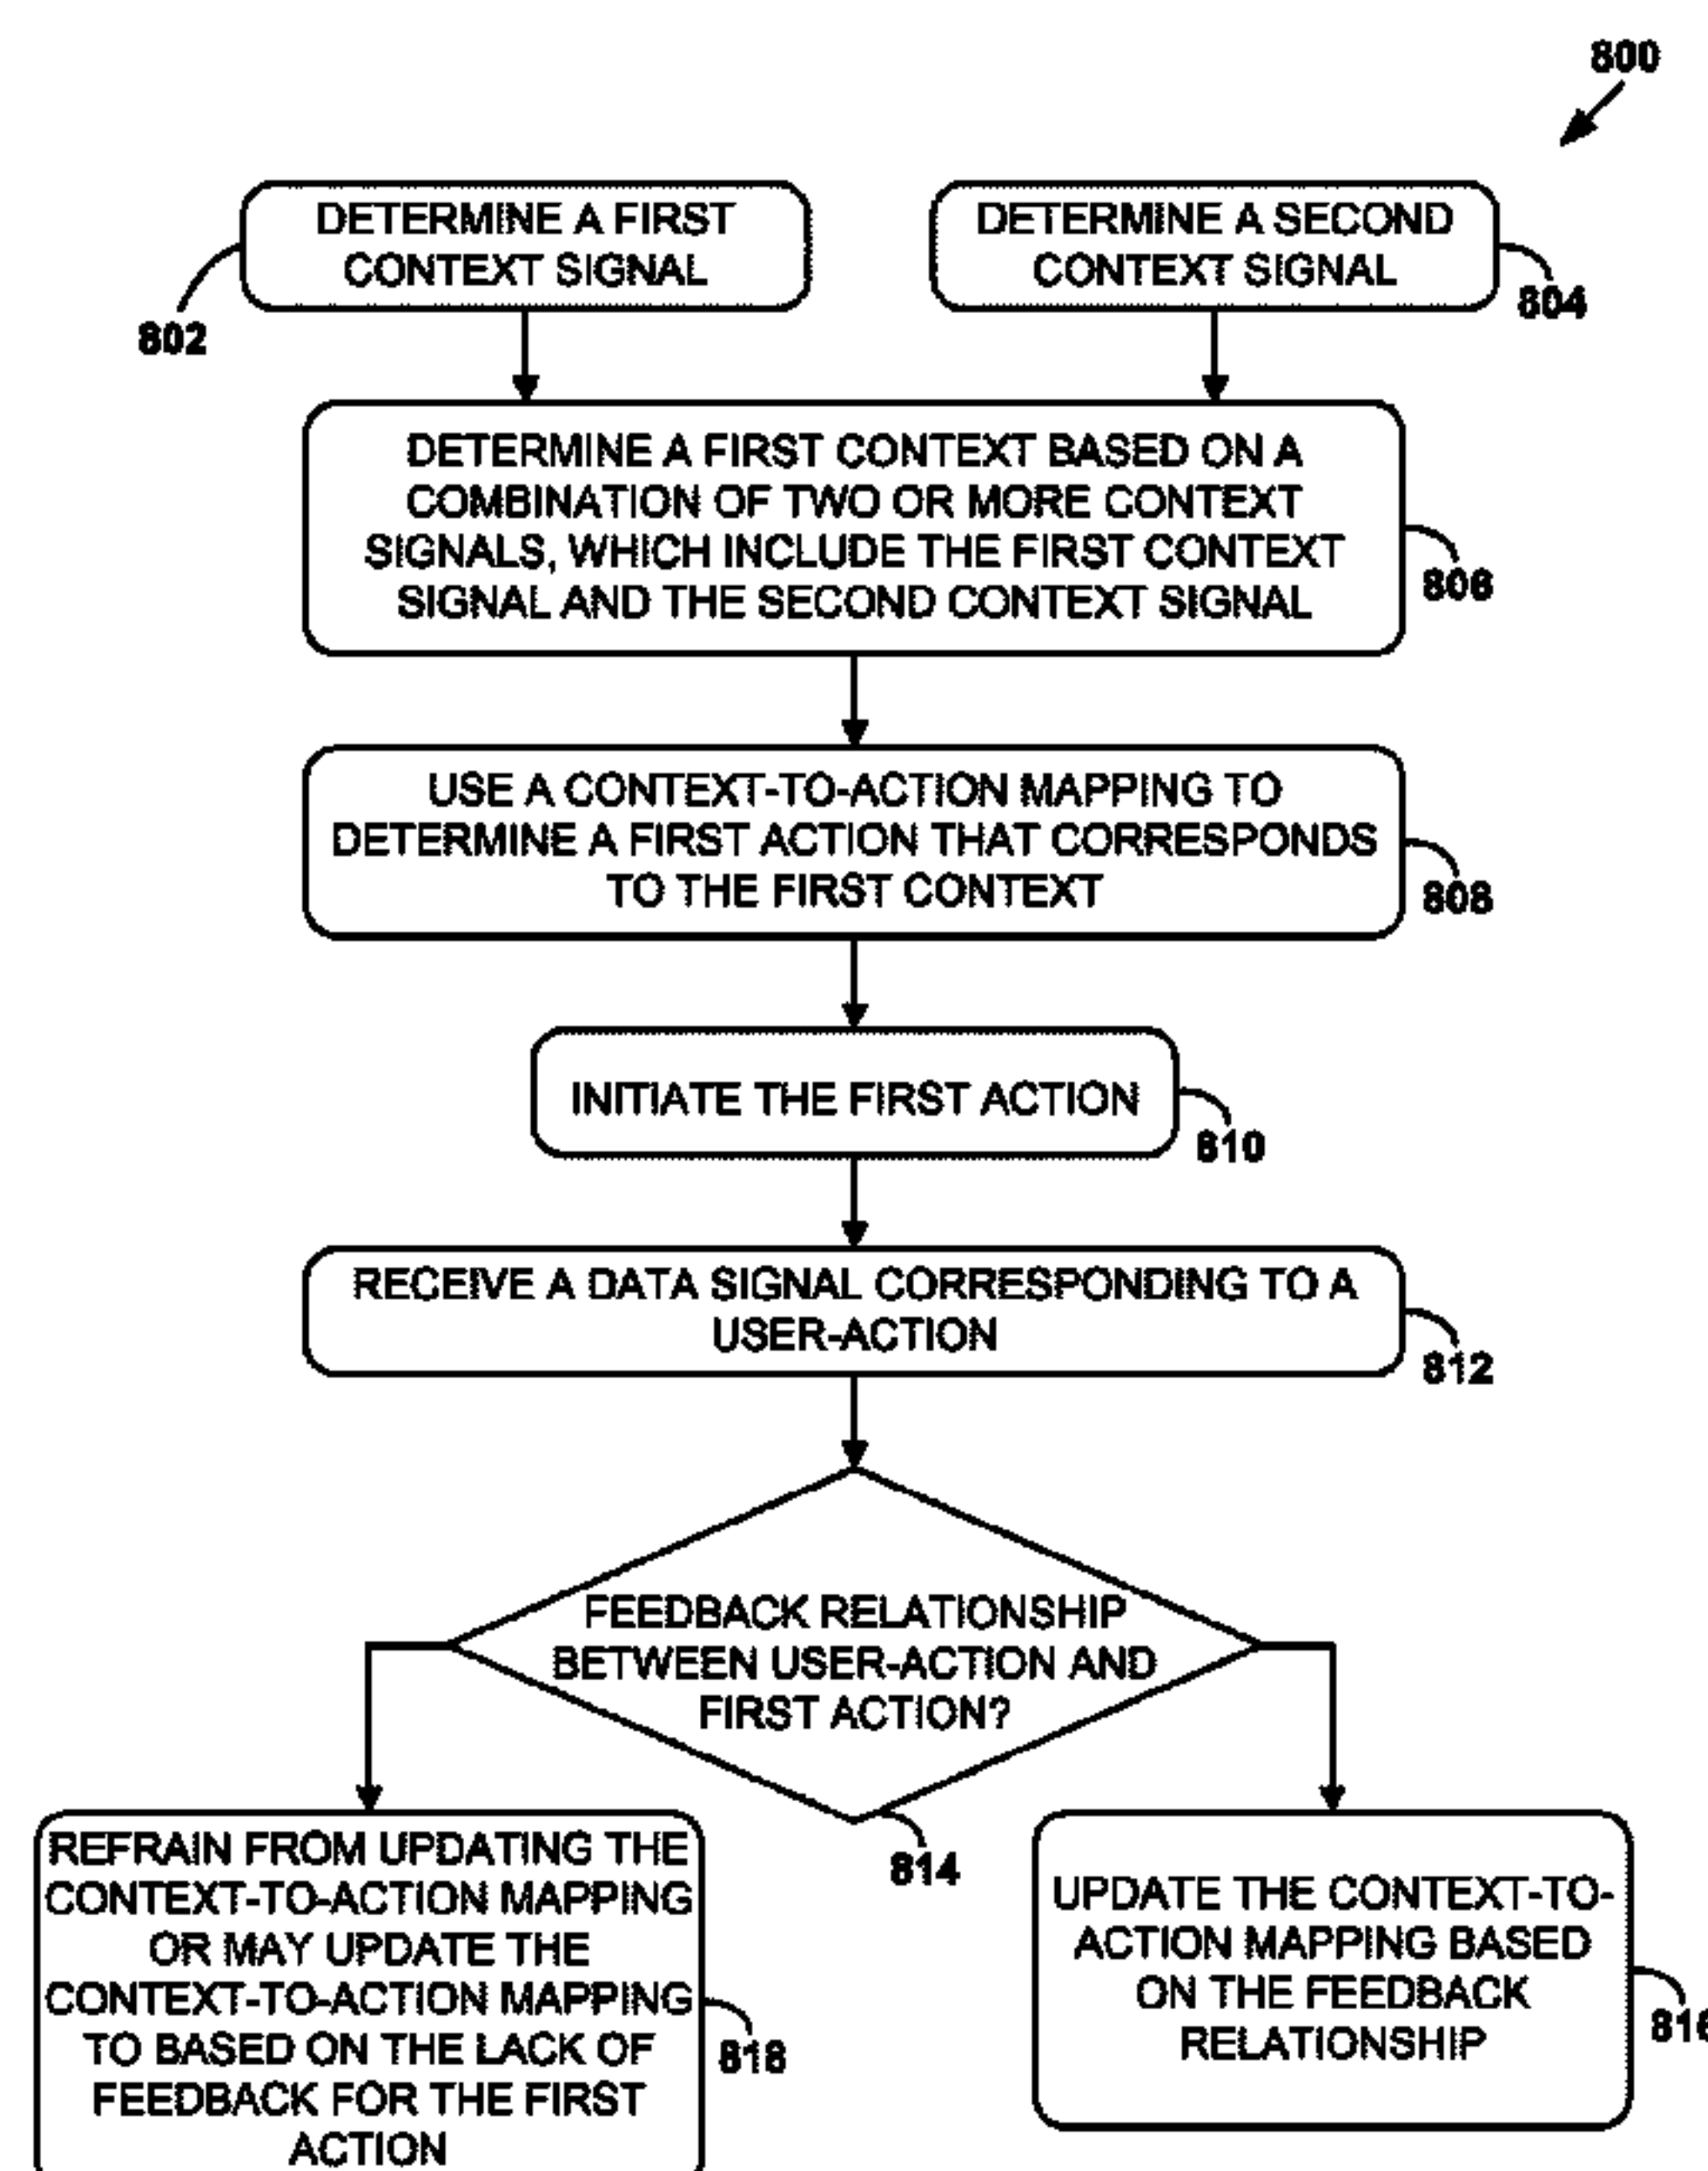 800
DETERMINE A FIRST
CONTEXT SIGNAL
802
DETERMINE A SECOND
CONTEXT SIGNAL
804
DETERMINE A FIRST CONTEXT BASED ON A
COMBINATION OF TWO OR MORE CONTEXT
SIGNALS, WHICH INCLUDE THE FIRST CONTEXT
SIGNAL AND THE SECOND CONTEXT SIGNAL
806
USE A CONTEXT-TO-ACTION MAPPING TO
DETERMINE A FIRST ACTION THAT CORRESPONDS
TO THE FIRST CONTEXT
808
INITIATE THE FIRST ACTION
810
RECEIVE A DATA SIGNAL CORRESPONDING TO A
USER-ACTION
812
FEEDBACK RELATIONSHIP
BETWEEN USER-ACTION AND
FIRST ACTION?
814
REFRAIN FROM UPDATING THE
CONTEXT-TO-ACTION MAPPING
OR MAY UPDATE THE
CONTEXT-TO-ACTION MAPPING
TO BASED ON THE LACK OF
FEEDBACK FOR THE FIRST
ACTION
818
UPDATE THE CONTEXT-TO-
ACTION MAPPING BASED
ON THE FEEDBACK
RELATIONSHIP
816